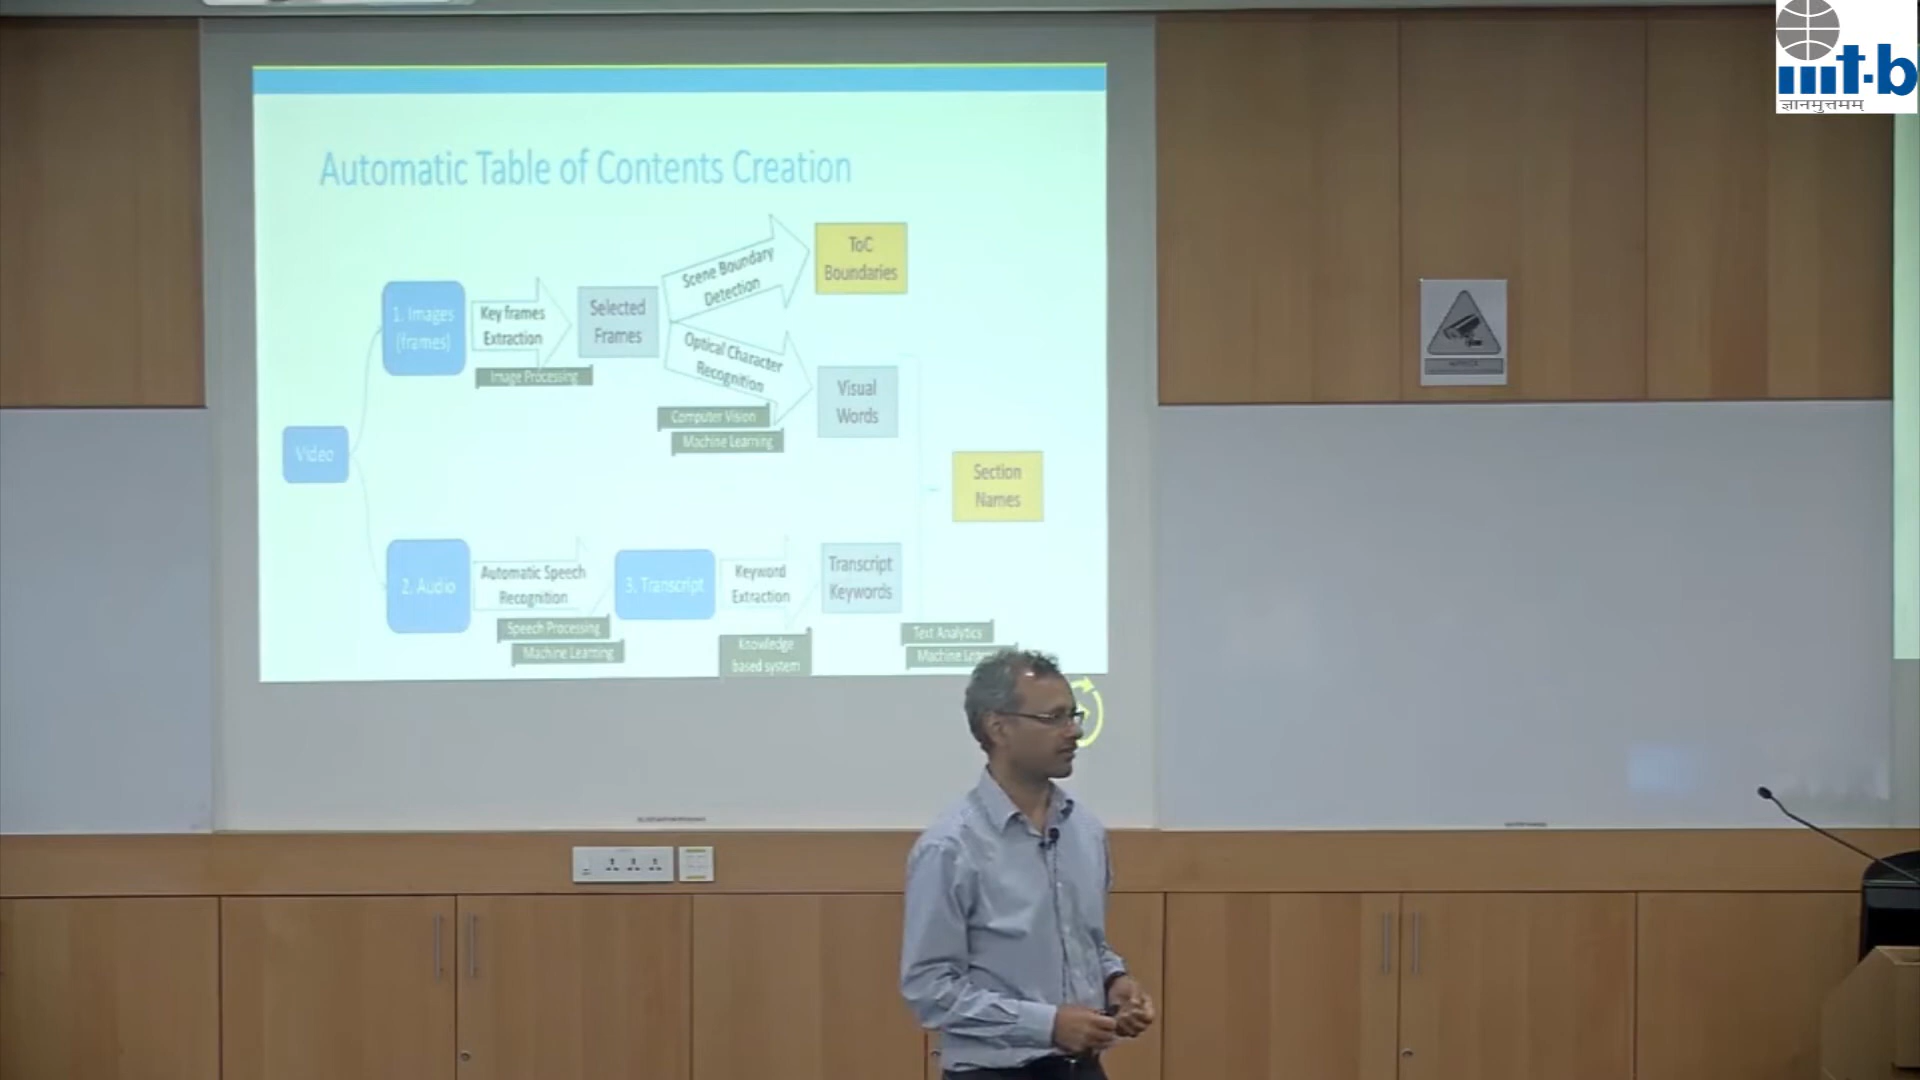 iiit-b
ज्ञानमुत्तमम्
Automatic Table of Contents Creation
Video
1. Images
(frames)
Key frames
Extraction
Image Processing
Selected
Frames
Scene Boundary
Detection
ToC
Boundaries
Optical Character
Recognition
Computer Vision
Machine Learning
Visual
Words
Section
Names
2. Audio
Automatic Speech
Recognition
Speech Processing
Machine Learning
3. Transcript
Keyword
Extraction
Knowledge
based system
Transcript
Keywords
Text Analytics
Machine